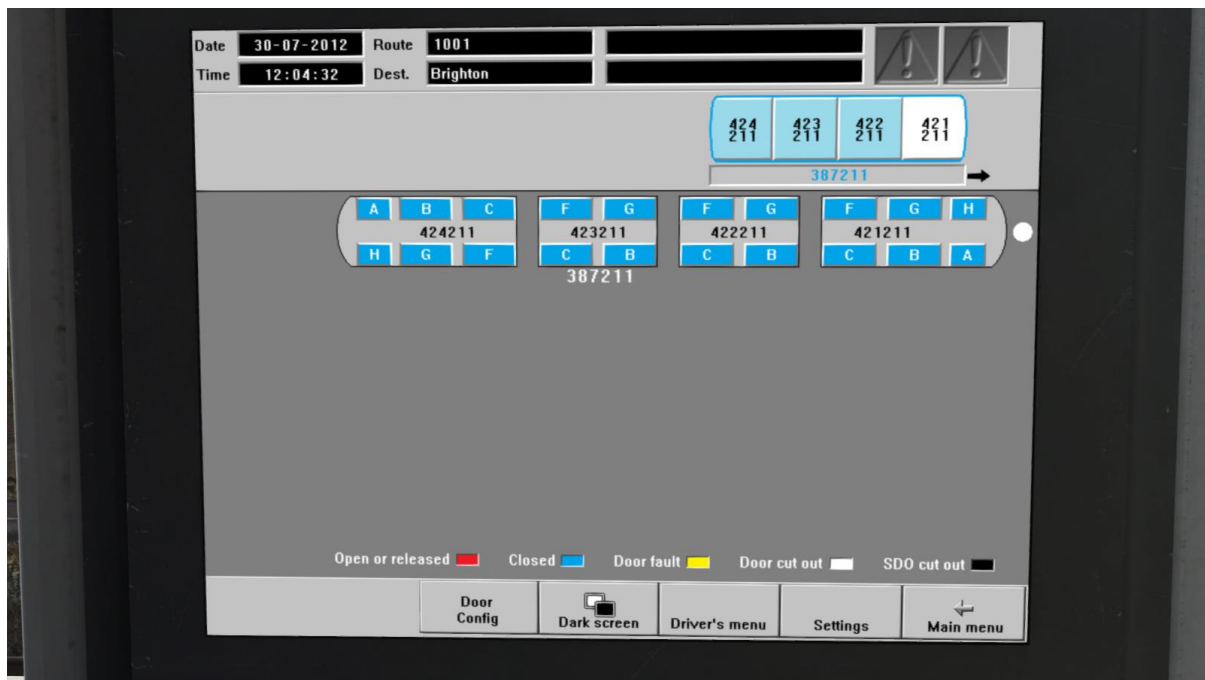 Date 30-07-2012 Route 1001
Time 12:04:32 Dest. Brighton
424 423 422 421
211 211 211 211
387211
A B C F G F G F G H
424211 423211 422211 421211
H G F C B C B C B A
387211
Open or released Closed Door fault Door cut out SDO cut out
Door
Config Dark screen Driver's menu Settings Main menu